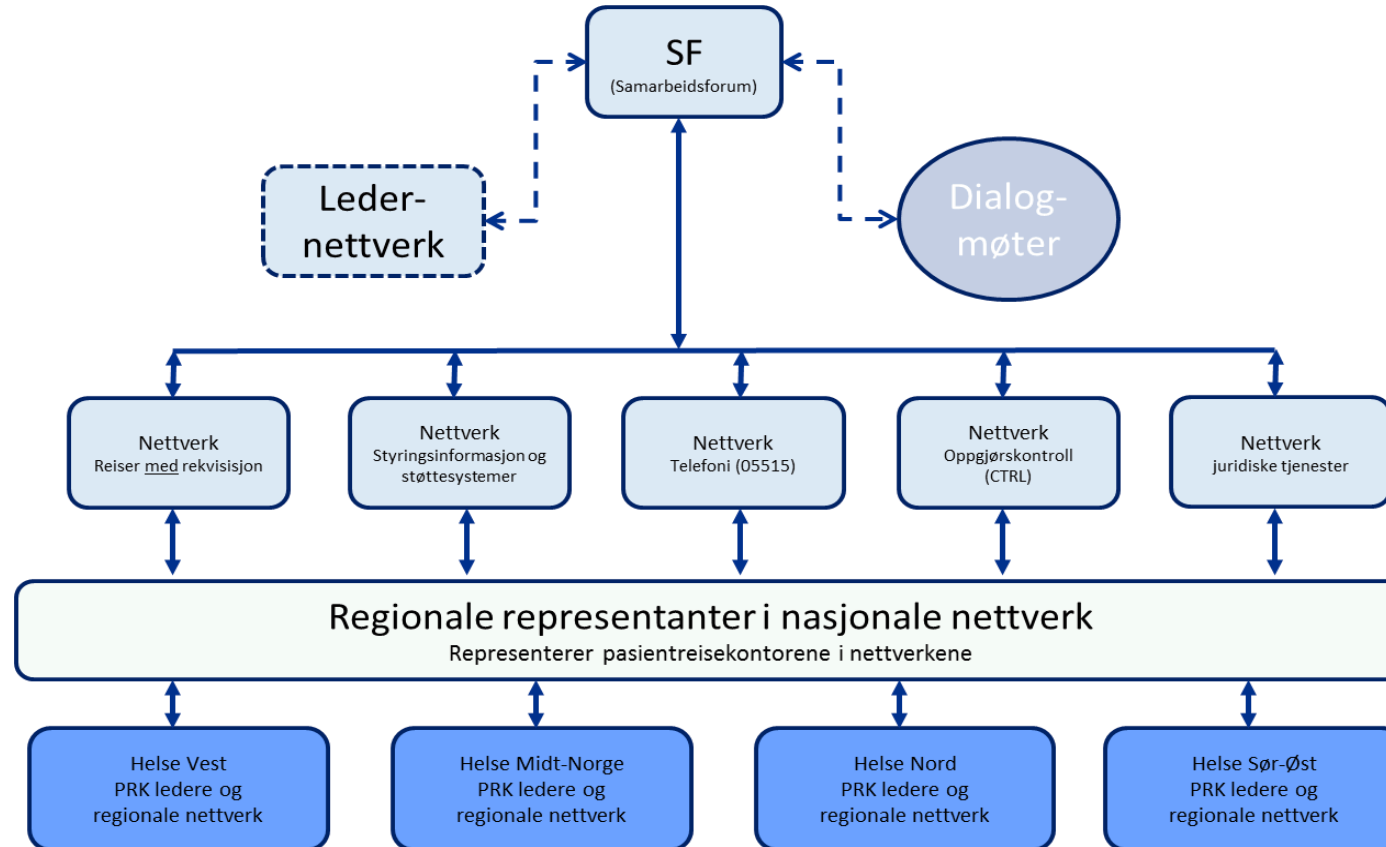 SF
(Samarbeidsforum)
Leder-
nettverk
Dialog-
møter
Nettverk
Reiser med rekvisisjon
Nettverk
Styringsinformasjon og
støttesystemer
Nettverk
Telefoni (05515)
Nettverk
Oppgjørskontroll
(CTRL)
Nettverk
juridiske tjenester
Regionale representanter i nasjonale nettverk
Representerer pasientreisekontorene i nettverkene
Helse Vest
PRK ledere og
regionale nettverk
Helse Midt-Norge
PRK ledere og
regionale nettverk
Helse Nord
PRK ledere og
regionale nettverk
Helse Sør-Øst
PRK ledere og
regionale nettverk